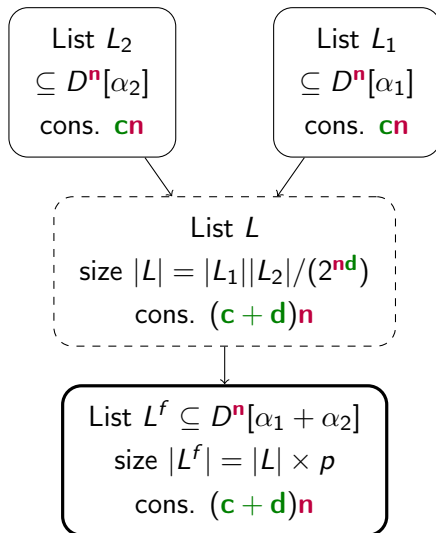 List L₂
⊆ Dⁿ[α₂]
cons. cn
List L₁
⊆ Dⁿ[α₁]
cons. cn
List L
size |L| = |L₁||L₂|/(2ⁿᵈ)
cons. (c + d)n
List Lᶠ ⊆ Dⁿ[α₁ + α₂]
size |Lᶠ| = |L| × p
cons. (c + d)n